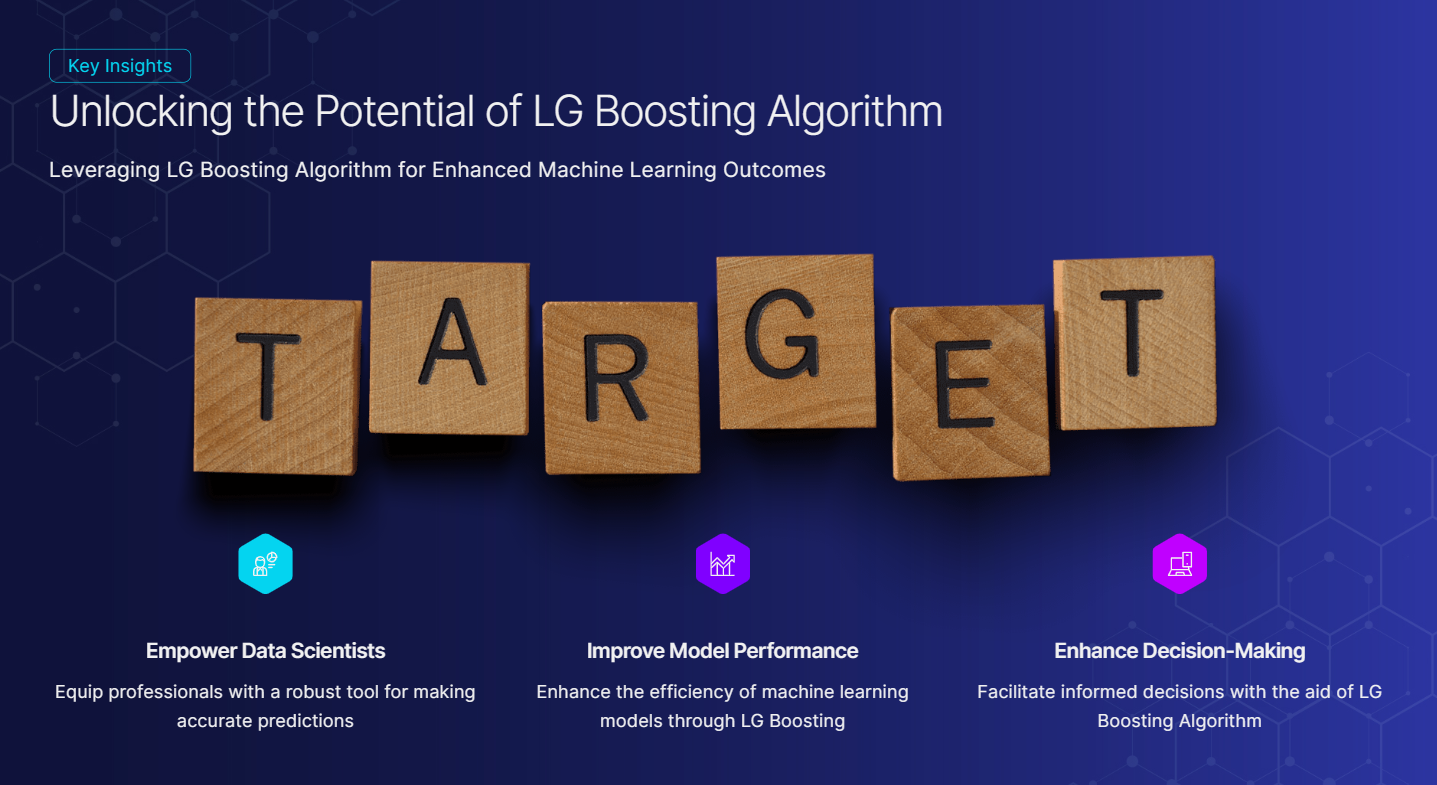 Key Insights
Unlocking the Potential of LG Boosting Algorithm
Leveraging LG Boosting Algorithm for Enhanced Machine Learning Outcomes
TARGET
Empower Data Scientists
Equip professionals with a robust tool for making
accurate predictions
Improve Model Performance
Enhance the efficiency of machine learning
models through LG Boosting
Enhance Decision-Making
Facilitate informed decisions with the aid of LG
Boosting Algorithm